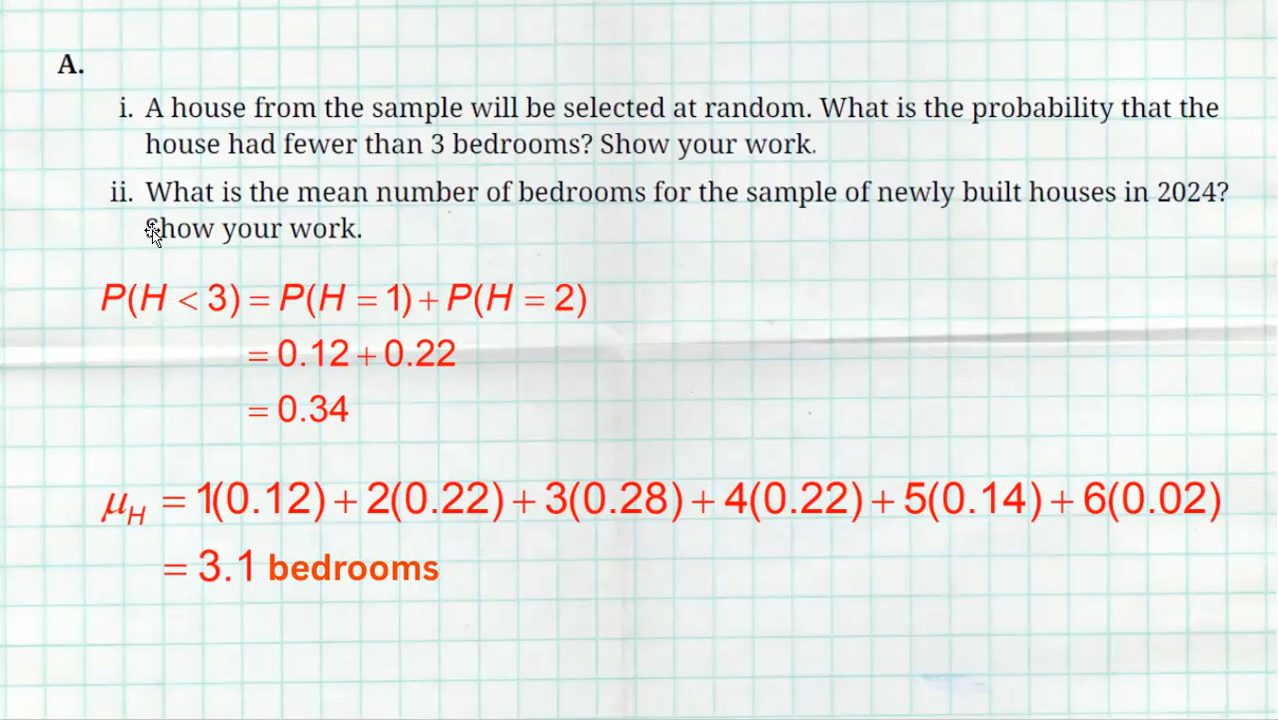 A.
i. A house from the sample will be selected at random. What is the probability that the
house had fewer than 3 bedrooms? Show your work.
ii. What is the mean number of bedrooms for the sample of newly built houses in 2024?
Show your work.
P(H < 3) = P(H = 1) + P(H = 2)
= 0.12 + 0.22
= 0.34
μ_H = 1(0.12) + 2(0.22) + 3(0.28) + 4(0.22) + 5(0.14) + 6(0.02)
= 3.1 bedrooms